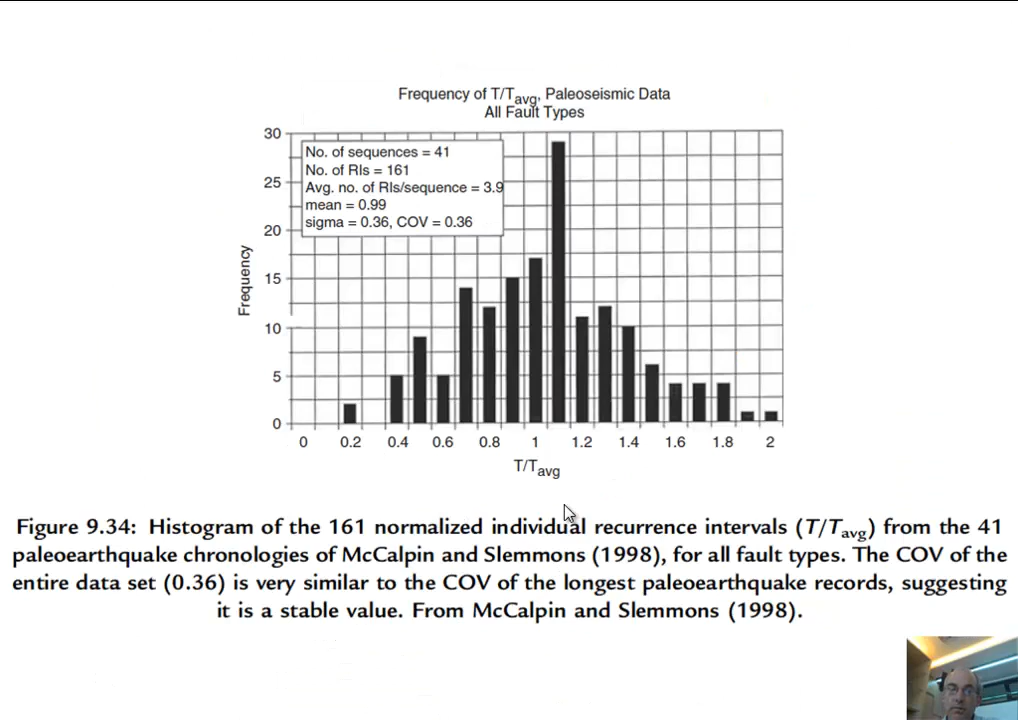 Frequency of T/Tavg, Paleoseismic Data
All Fault Types
30
25
20
15
10
5
0
Frequency
No. of sequences = 41
No. of RIs = 161
Avg. no. of RIs/sequence = 3.9
mean = 0.99
sigma = 0.36, COV = 0.36
0 0.2 0.4 0.6 0.8 1 1.2 1.4 1.6 1.8 2
T/Tavg
Figure 9.34: Histogram of the 161 normalized individual recurrence intervals (T/Tavg) from the 41
paleoearthquake chronologies of McCalpin and Slemmons (1998), for all fault types. The COV of the
entire data set (0.36) is very similar to the COV of the longest paleoearthquake records, suggesting
it is a stable value. From McCalpin and Slemmons (1998).